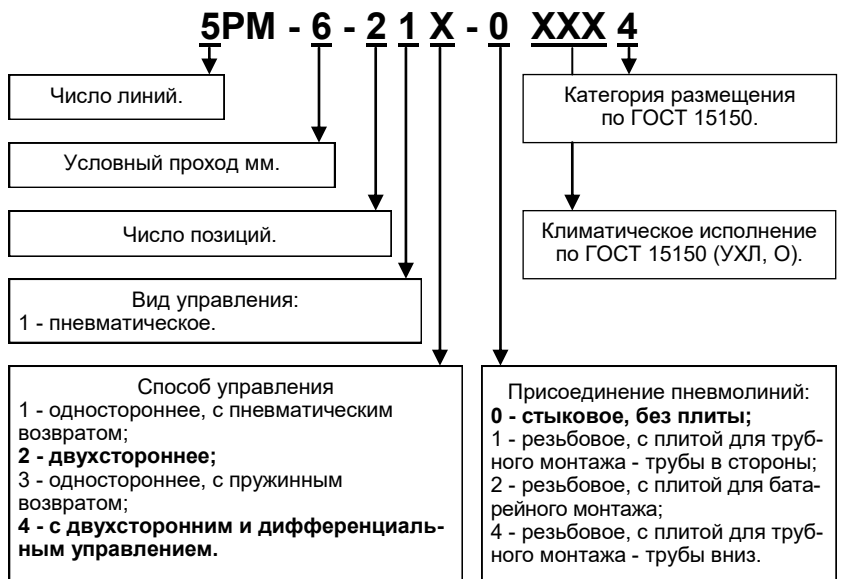 5РМ - 6 - 2 1 Х - 0 ХХХ 4
Число линий.
Условный проход мм.
Число позиций.
Вид управления:
1 - пневматическое.
Способ управления
1 - одностороннее, с пневматическим
возвратом;
2 - двухстороннее;
3 - одностороннее, с пружинным
возвратом;
4 - с двухсторонним и дифференциаль-
ным управлением.
Категория размещения
по ГОСТ 15150.
Климатическое исполнение
по ГОСТ 15150 (УХЛ, О).
Присоединение пневмолиний:
0 - стыковое, без плиты;
1 - резьбовое, с плитой для труб-
ного монтажа - трубы в стороны;
2 - резьбовое, с плитой для бата-
рейного монтажа;
4 - резьбовое, с плитой для труб-
ного монтажа - трубы вниз.